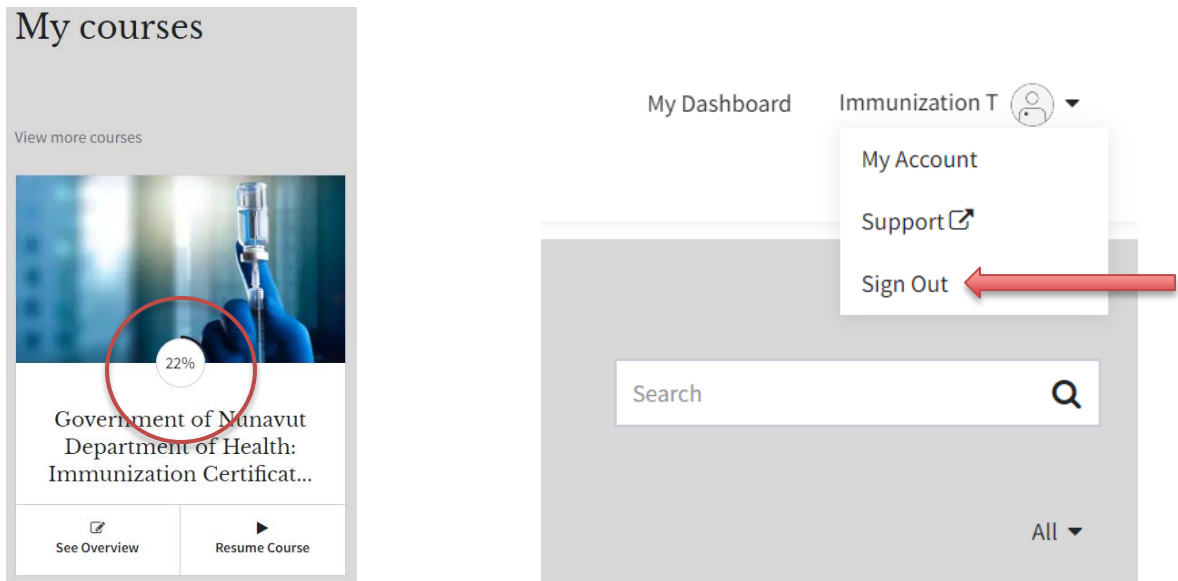 My courses
View more courses
22%
Government of Nunavut
Department of Health:
Immunization Certificat...
See Overview
Resume Course
My Dashboard
Immunization T
My Account
Support
Sign Out
Search
All